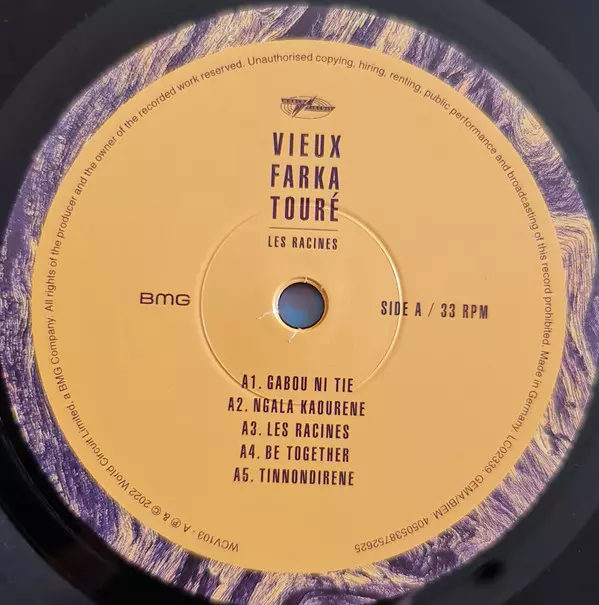 VIEUX
FARKA
TOURÉ
LES RACINES
BMG
SIDE A / 33 RPM
A1. GABOU NI TIE
A2. NGALA KAOURENE
A3. LES RACINES
A4. BE TOGETHER
A5. TINNONDIRENE
WCV103 - A Ⓟ © 2022 World Circuit Limited, a BMG Company. All rights of the producer and the owner of the recorded work reserved. Unauthorised copying, hiring, renting, public performance and broadcasting of this record prohibited. Made in Germany. LC02339 GEMA/BIEM 4050538752625